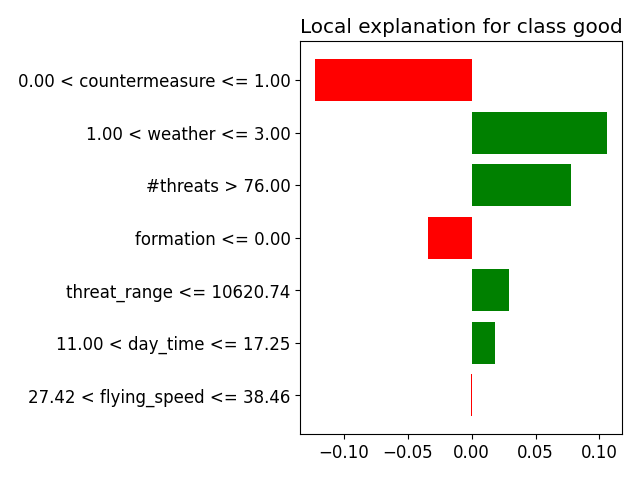 Local explanation for class good
0.00 < countermeasure <= 1.00
1.00 < weather <= 3.00
#threats > 76.00
formation <= 0.00
threat_range <= 10620.74
11.00 < day_time <= 17.25
27.42 < flying_speed <= 38.46
−0.10 −0.05 0.00 0.05 0.10